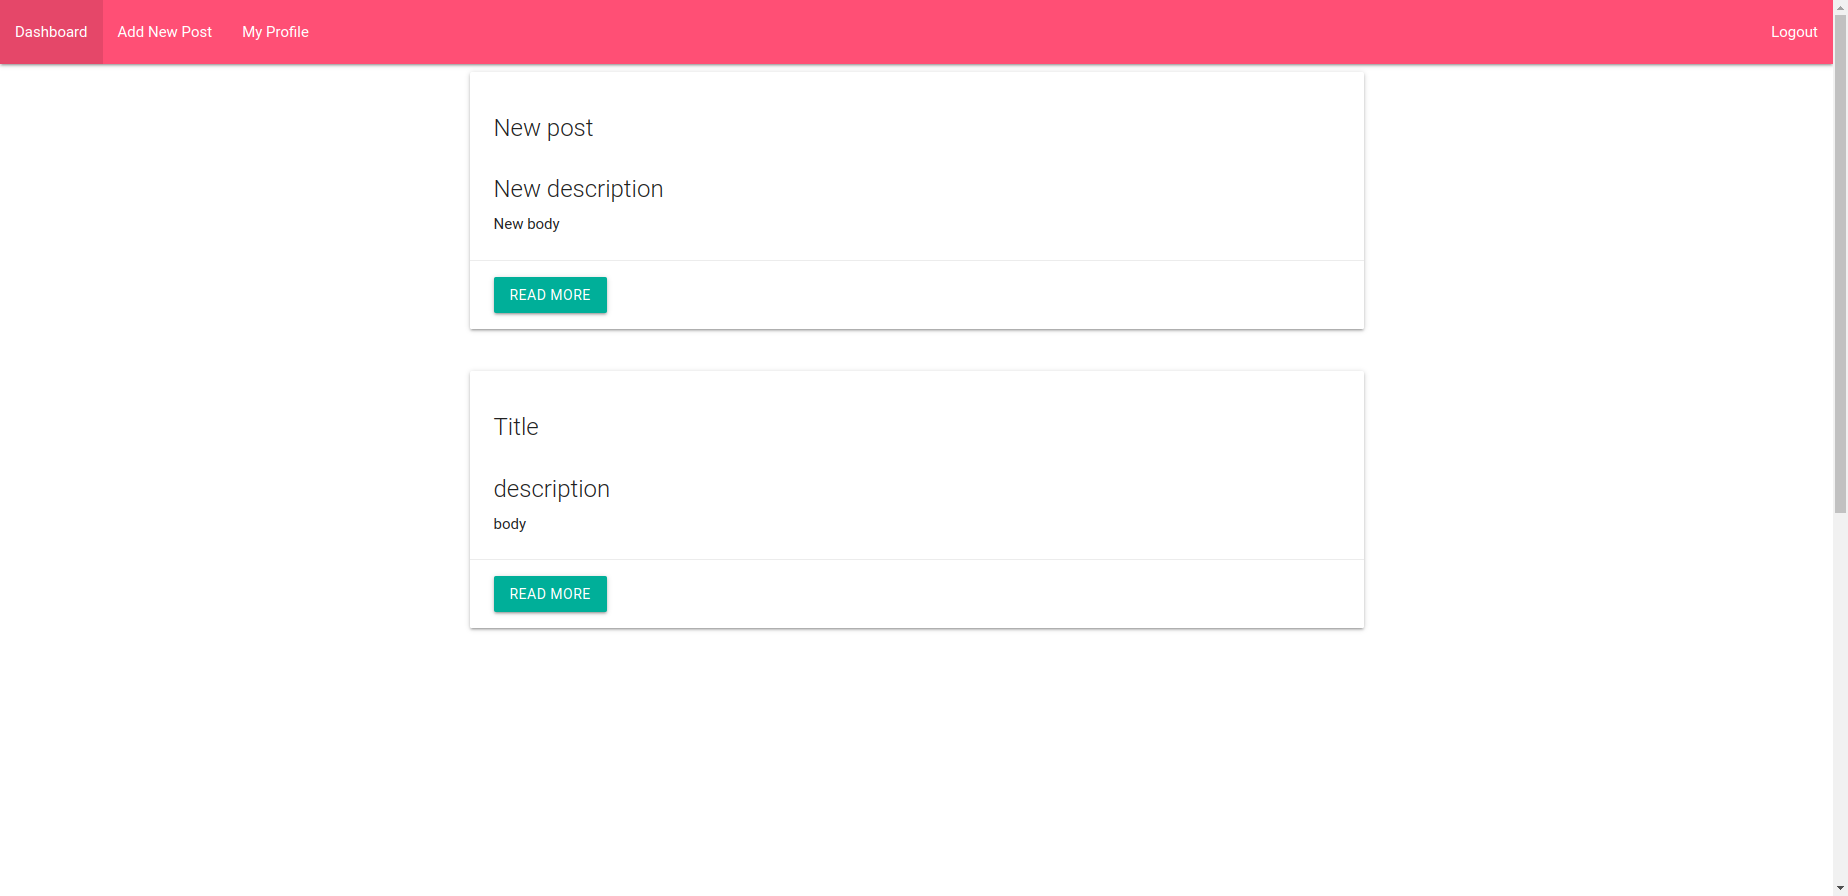 Dashboard Add New Post My Profile Logout
New post
New description
New body
READ MORE
Title
description
body
READ MORE